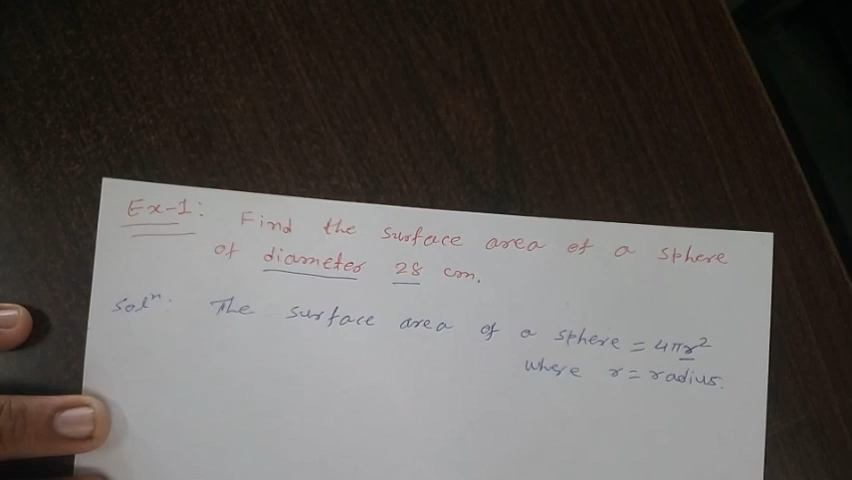 Ex-1: Find the surface area of a sphere
of diameter 28 cm.
Solⁿ: The surface area of a sphere = 4πr²
where r = radius.